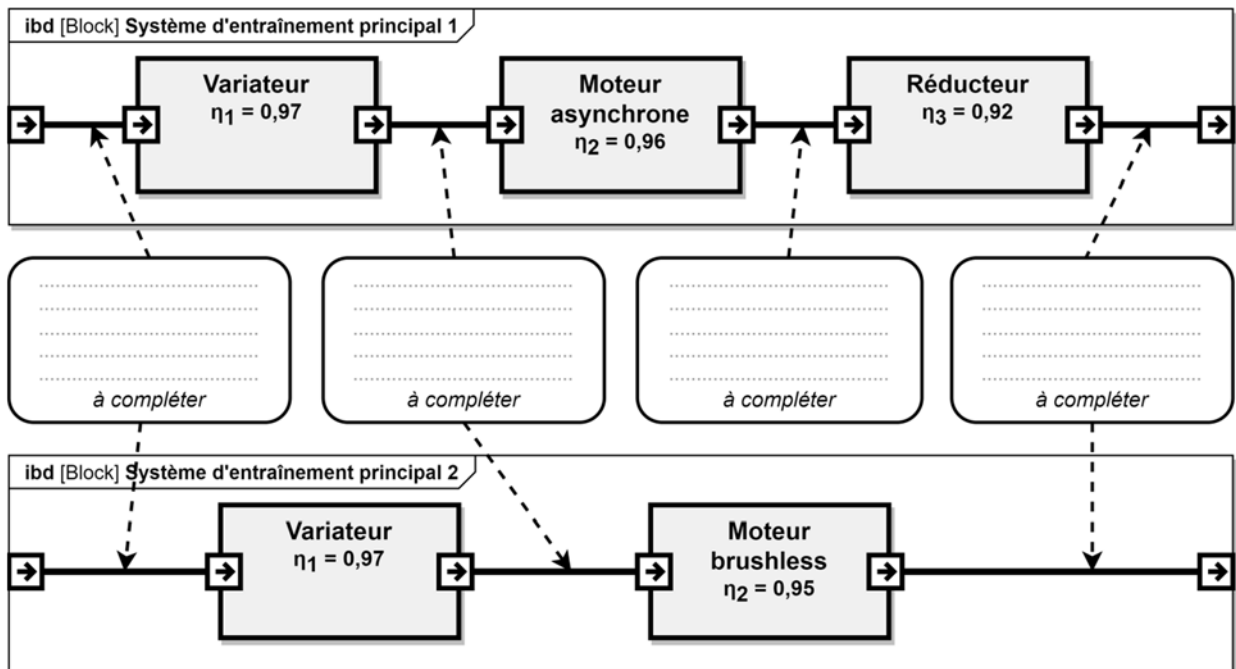 ibd [Block] Système d'entraînement principal 1
Variateur
η1 = 0,97
Moteur
asynchrone
η2 = 0,96
Réducteur
η3 = 0,92
à compléter
à compléter
à compléter
à compléter
ibd [Block] Système d'entraînement principal 2
Variateur
η1 = 0,97
Moteur
brushless
η2 = 0,95